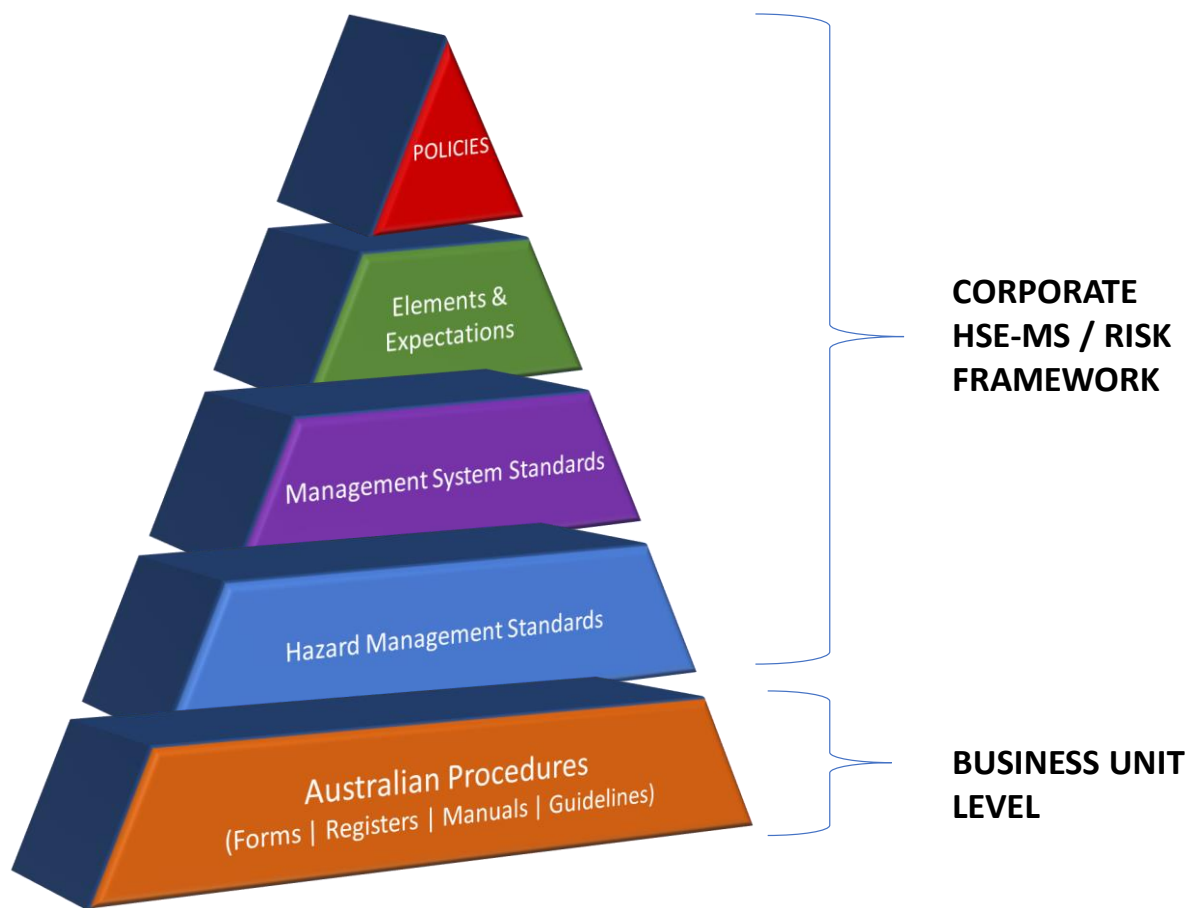 POLICIES
Elements &
Expectations
Management System Standards
Hazard Management Standards
Australian Procedures
(Forms | Registers | Manuals | Guidelines)
CORPORATE
HSE-MS / RISK
FRAMEWORK
BUSINESS UNIT
LEVEL